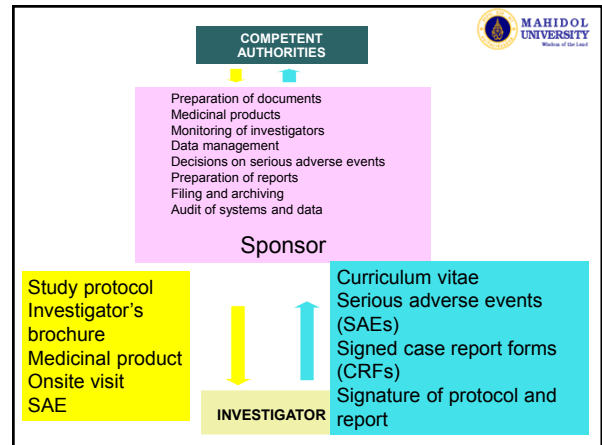 COMPETENT
AUTHORITIES
MAHIDOL
UNIVERSITY
Wisdom of the Land
Preparation of documents
Medicinal products
Monitoring of investigators
Data management
Decisions on serious adverse events
Preparation of reports
Filing and archiving
Audit of systems and data
Sponsor
Study protocol
Investigator's
brochure
Medicinal product
Onsite visit
SAE
Curriculum vitae
Serious adverse events
(SAEs)
Signed case report forms
(CRFs)
Signature of protocol and
report
INVESTIGATOR